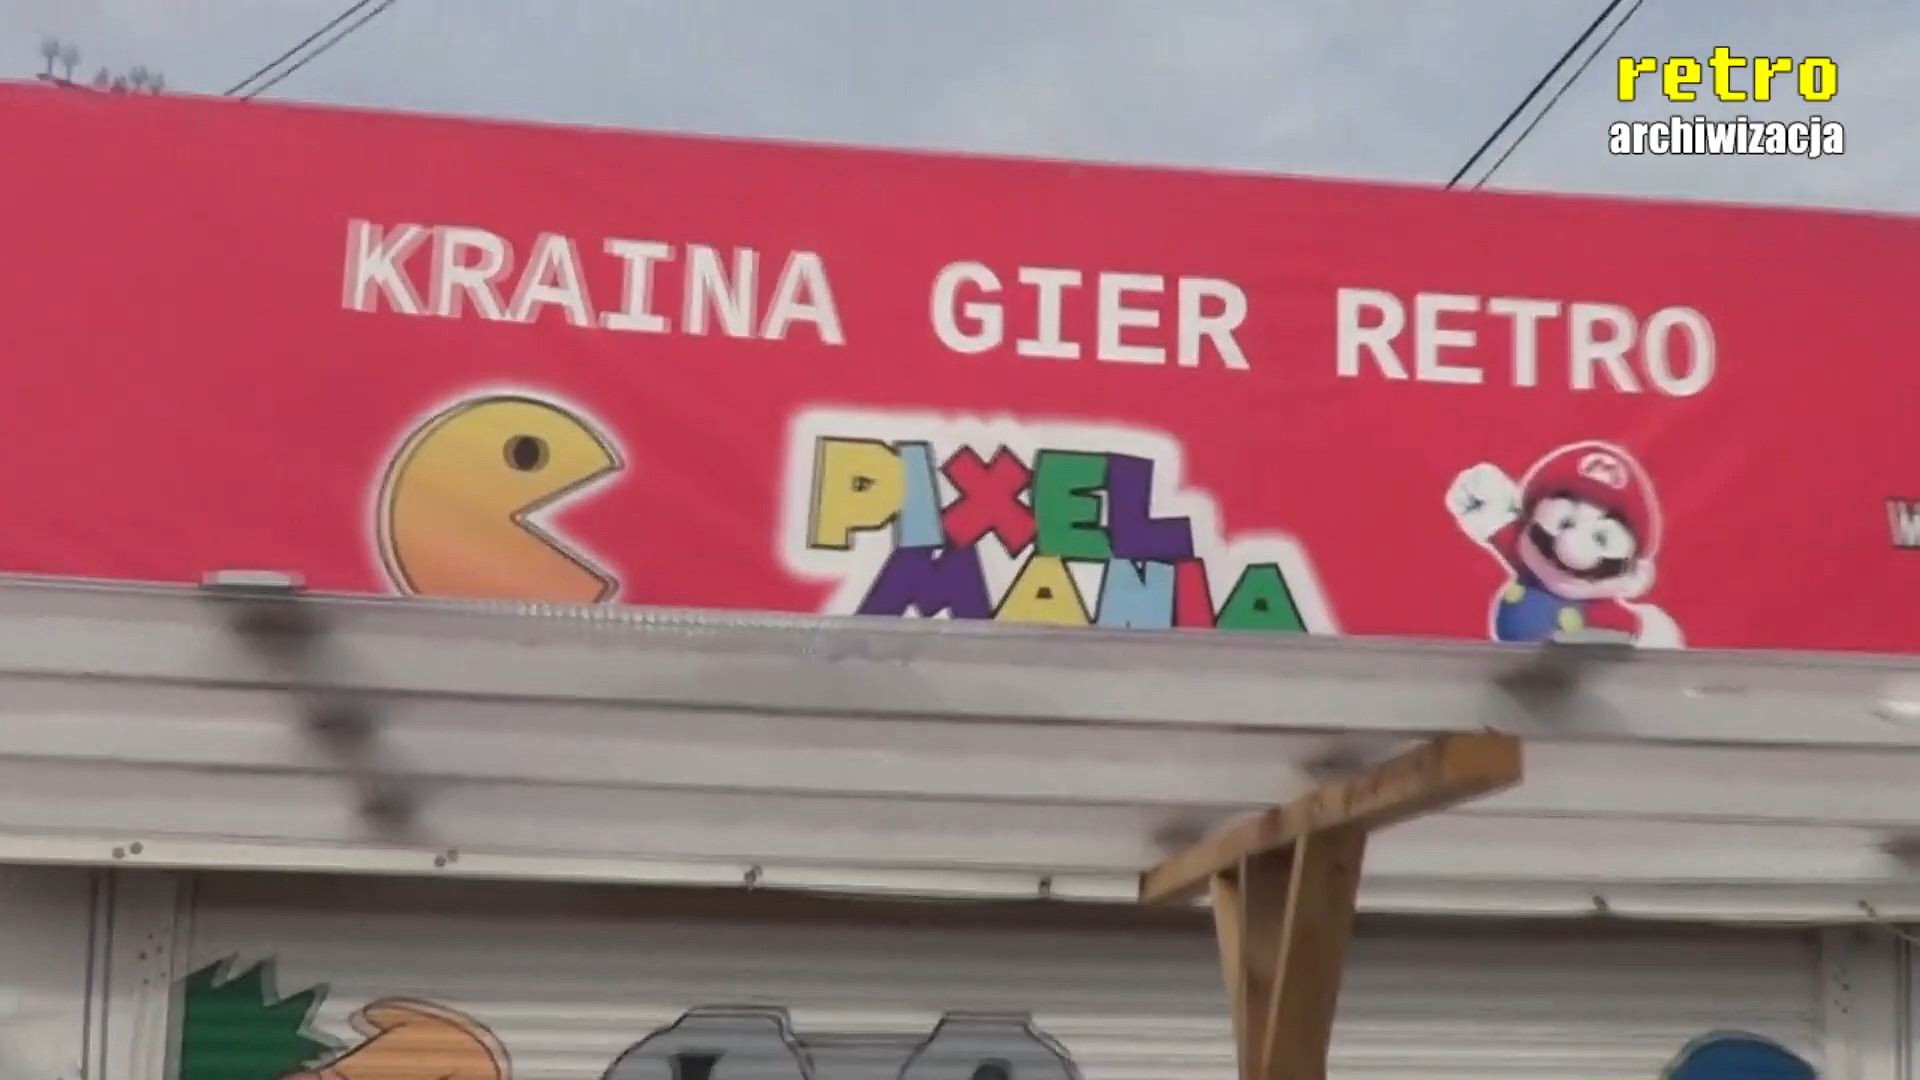 retro
archiwizacja
KRAINA GIER RETRO
PIXEL
MANIA